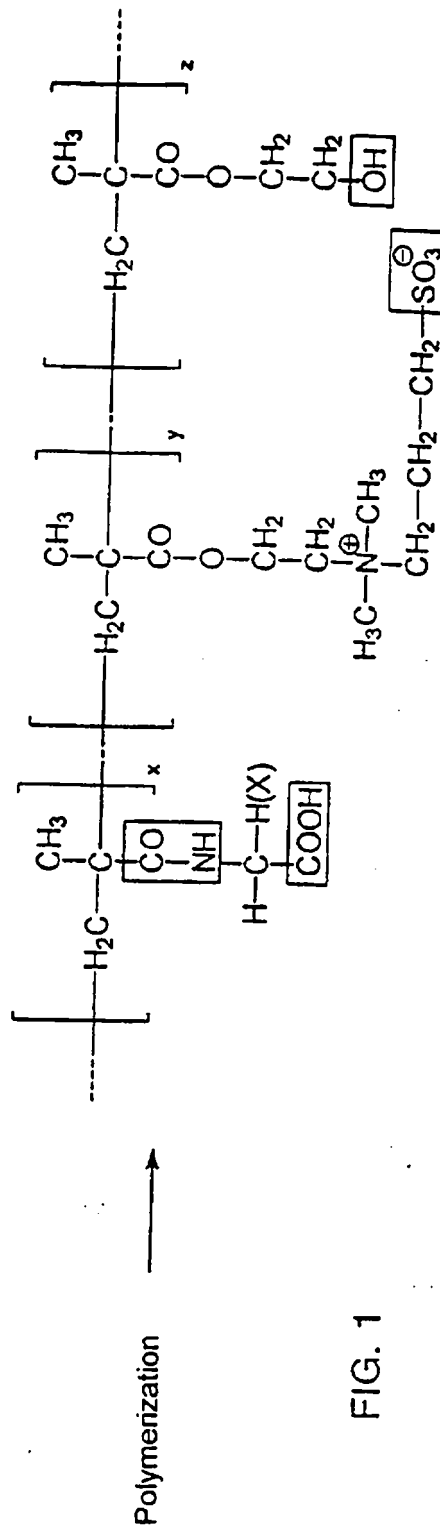 Polymerization
CH₃
H₂C—C
x
CO
NH
H—C—H(X)
COOH
CH₃
H₂C—C
y
CO
O
CH₂
CH₂
H₃C—N—CH₃
⊕
CH₂—CH₂—CH₂—SO₃
⊖
CH₃
H₂C—C
z
CO
O
CH₂
CH₂
OH
FIG. 1